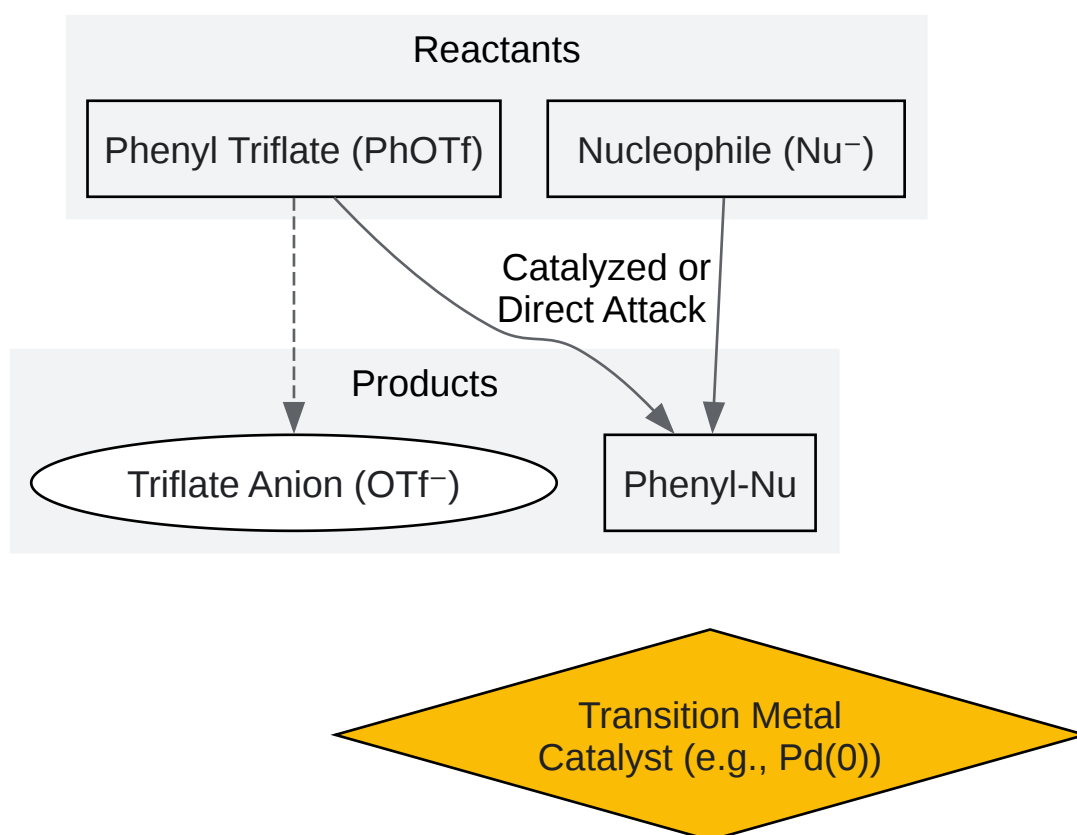 Reactants
Phenyl Triflate (PhOTf)
Nucleophile (Nu⁻)
Catalyzed or
Direct Attack
Products
Triflate Anion (OTf⁻)
Phenyl-Nu
Transition Metal
Catalyst (e.g., Pd(0))